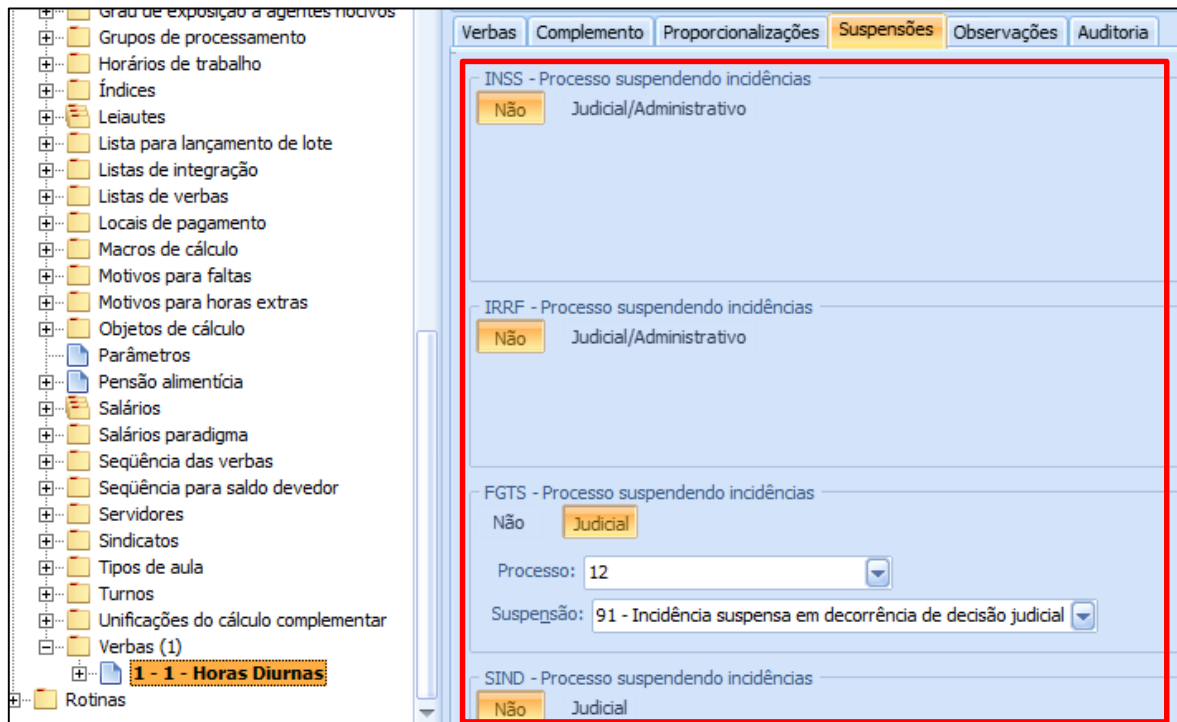 Grau de exposição a agentes nocivos
Grupos de processamento
Horários de trabalho
Índices
Leiautes
Lista para lançamento de lote
Listas de integração
Listas de verbas
Locais de pagamento
Macros de cálculo
Motivos para faltas
Motivos para horas extras
Objetos de cálculo
Parâmetros
Pensão alimentícia
Salários
Salários paradigma
Seqüência das verbas
Seqüência para saldo devedor
Servidores
Sindicatos
Tipos de aula
Turnos
Unificações do cálculo complementar
Verbas (1)
1 - 1 - Horas Diurnas
Rotinas
Verbas Complemento Proporcionalizações Suspensões Observações Auditoria
INSS - Processo suspendendo incidências
Não Judicial/Administrativo
IRRF - Processo suspendendo incidências
Não Judicial/Administrativo
FGTS - Processo suspendendo incidências
Não Judicial
Processo: 12
Suspensão: 91 - Incidência suspensa em decorrência de decisão judicial
SIND - Processo suspendendo incidências
Não Judicial